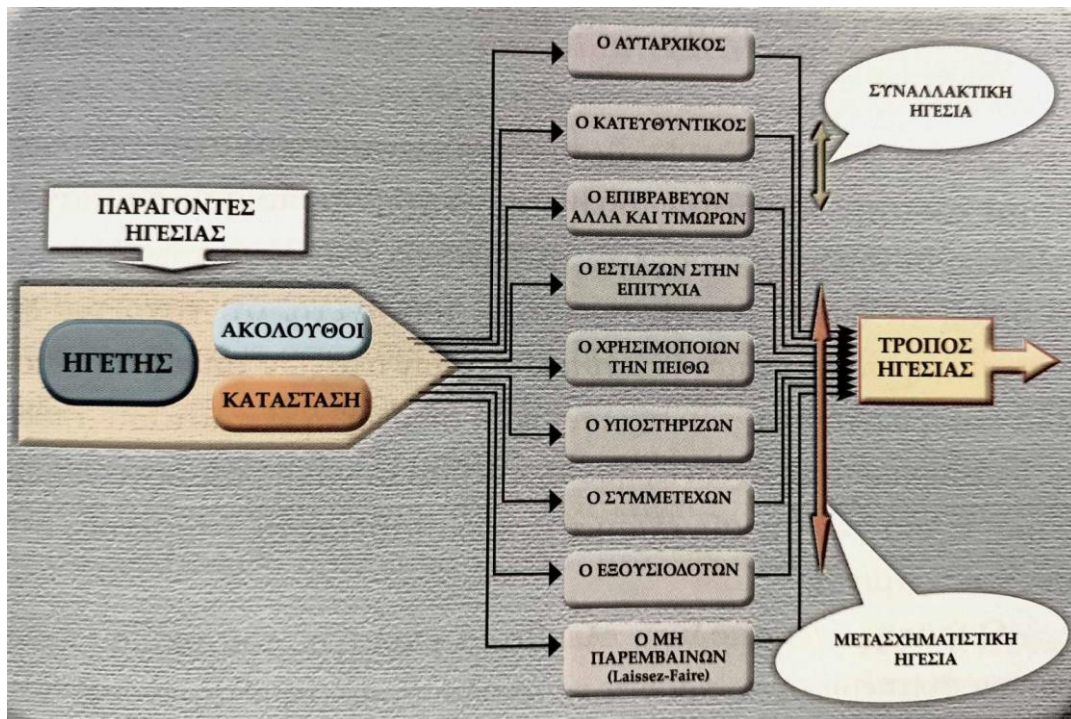 ΠΑΡΑΓΟΝΤΕΣ
ΗΓΕΣΙΑΣ
ΗΓΕΤΗΣ
ΑΚΟΛΟΥΘΟΙ
ΚΑΤΑΣΤΑΣΗ
Ο ΑΥΤΑΡΧΙΚΟΣ
Ο ΚΑΤΕΥΘΥΝΤΙΚΟΣ
Ο ΕΠΙΒΡΑΒΕΥΩΝ
ΑΛΛΑ ΚΑΙ ΤΙΜΩΡΩΝ
Ο ΕΣΤΙΑΖΩΝ ΣΤΗΝ
ΕΠΙΤΥΧΙΑ
Ο ΧΡΗΣΙΜΟΠΟΙΩΝ
ΤΗΝ ΠΕΙΘΩ
Ο ΥΠΟΣΤΗΡΙΖΩΝ
Ο ΣΥΜΜΕΤΕΧΩΝ
Ο ΕΞΟΥΣΙΟΔΟΤΩΝ
Ο ΜΗ
ΠΑΡΕΜΒΑΙΝΩΝ
(Laissez-Faire)
ΣΥΝΑΛΛΑΚΤΙΚΗ
ΗΓΕΣΙΑ
ΤΡΟΠΟΣ
ΗΓΕΣΙΑΣ
ΜΕΤΑΣΧΗΜΑΤΙΣΤΙΚΗ
ΗΓΕΣΙΑ